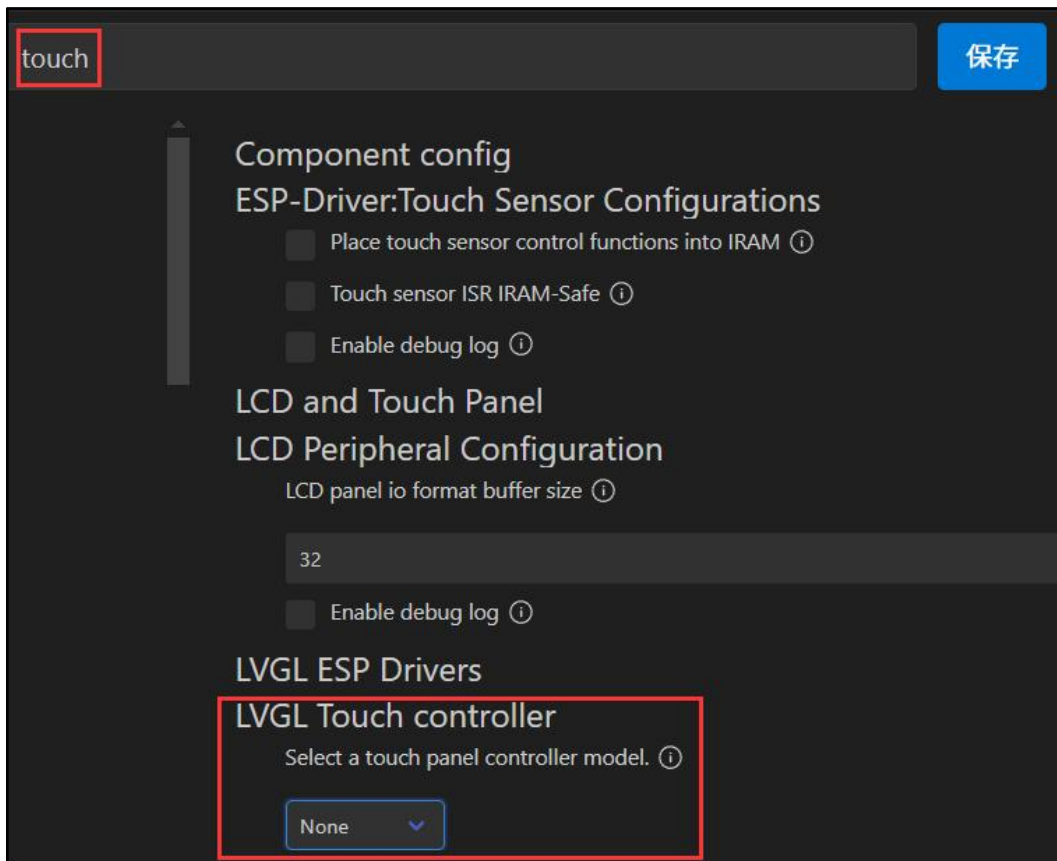 touch
保存
Component config
ESP-Driver:Touch Sensor Configurations
Place touch sensor control functions into IRAM
Touch sensor ISR IRAM-Safe
Enable debug log
LCD and Touch Panel
LCD Peripheral Configuration
LCD panel io format buffer size
32
Enable debug log
LVGL ESP Drivers
LVGL Touch controller
Select a touch panel controller model.
None